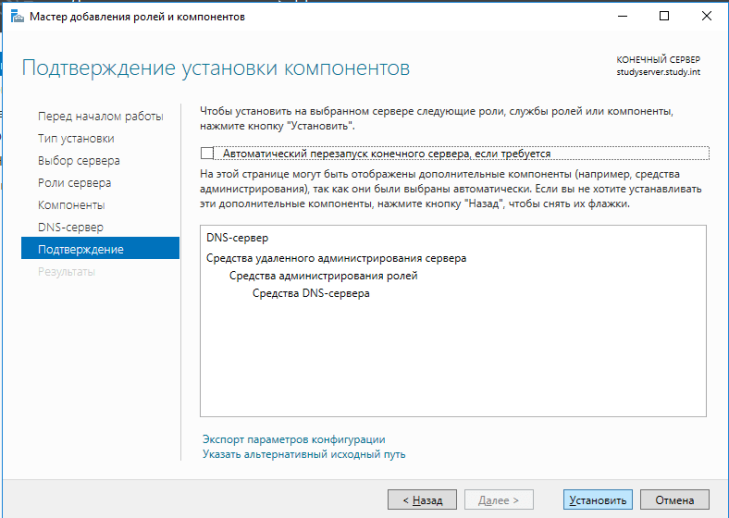 Мастер добавления ролей и компонентов
Подтверждение установки компонентов
КОНЕЧНЫЙ СЕРВЕР
studyserver.study.int
Перед началом работы
Тип установки
Выбор сервера
Роли сервера
Компоненты
DNS-сервер
Подтверждение
Результаты
Чтобы установить на выбранном сервере следующие роли, службы ролей или компоненты,
нажмите кнопку "Установить".
Автоматический перезапуск конечного сервера, если требуется
На этой странице могут быть отображены дополнительные компоненты (например, средства
администрирования), так как они были выбраны автоматически. Если вы не хотите устанавливать
эти дополнительные компоненты, нажмите кнопку "Назад", чтобы снять их флажки.
DNS-сервер
Средства удаленного администрирования сервера
Средства администрирования ролей
Средства DNS-сервера
Экспорт параметров конфигурации
Указать альтернативный исходный путь
< Назад
Далее >
Установить
Отмена